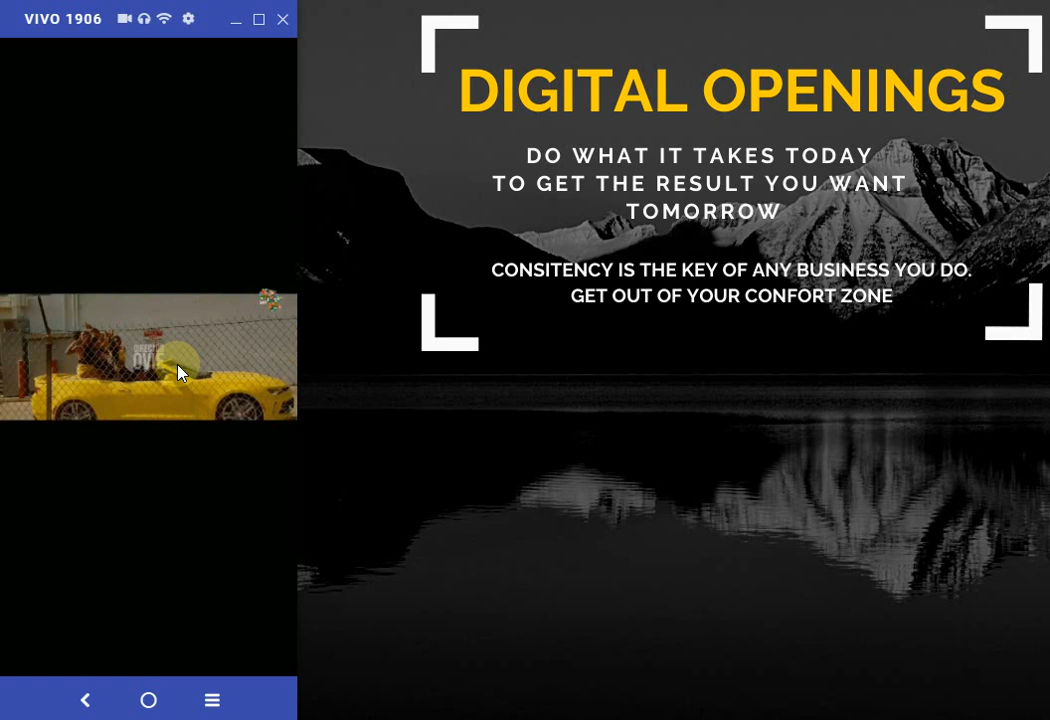 VIVO 1906
DIGITAL OPENINGS
DO WHAT IT TAKES TODAY
TO GET THE RESULT YOU WANT
TOMORROW
CONSITENCY IS THE KEY OF ANY BUSINESS YOU DO.
GET OUT OF YOUR CONFORT ZONE